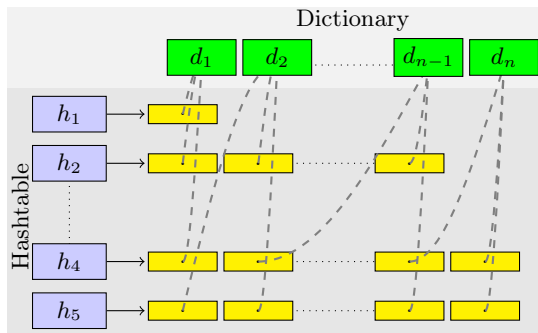 Dictionary
d₁ d₂ dₙ₋₁ dₙ
Hashtable
h₁
h₂
h₄
h₅